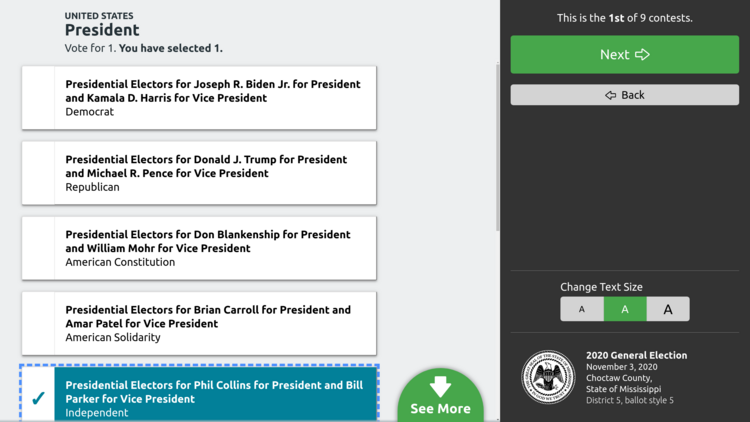 UNITED STATES
President
Vote for 1. You have selected 1.
Presidential Electors for Joseph R. Biden Jr. for President
and Kamala D. Harris for Vice President
Democrat
Presidential Electors for Donald J. Trump for President
and Michael R. Pence for Vice President
Republican
Presidential Electors for Don Blankenship for President
and William Mohr for Vice President
American Constitution
Presidential Electors for Brian Carroll for President and
Amar Patel for Vice President
American Solidarity
Presidential Electors for Phil Collins for President and Bill
Parker for Vice President
Independent
See More
This is the 1st of 9 contests.
Next
Back
Change Text Size
A A A
2020 General Election
November 3, 2020
Choctaw County,
State of Mississippi
District 5, ballot style 5